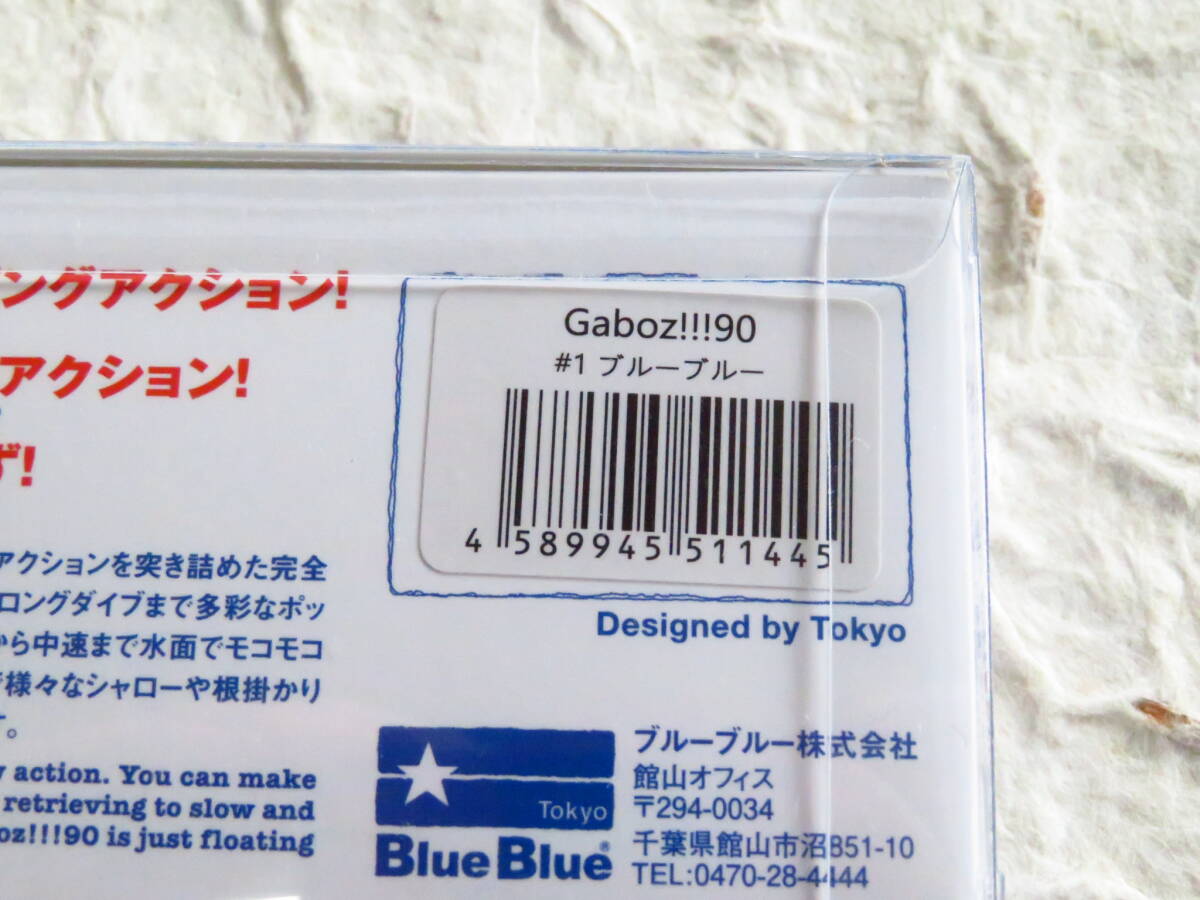 ングアクション!
アクション!
ず!
Gaboz!!!90
#1 ブルーブルー
4 589945 511445
アクションを突き詰めた完全
ロングダイブまで多彩なポッ
から中速まで水面でモコモコ
様々なシャローや根掛かり
。
action. You can make
retrieving to slow and
oz!!!90 is just floating
Designed by Tokyo
Tokyo
BlueBlue®
ブルーブルー株式会社
館山オフィス
〒294-0034
千葉県館山市沼851-10
TEL:0470-28-4444